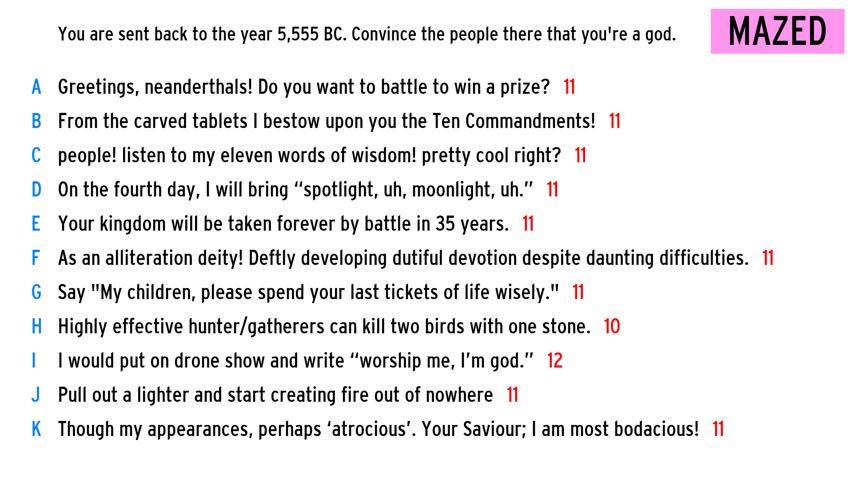 You are sent back to the year 5,555 BC. Convince the people there that you're a god.
MAZED
A Greetings, neanderthals! Do you want to battle to win a prize? 11
B From the carved tablets I bestow upon you the Ten Commandments! 11
C people! listen to my eleven words of wisdom! pretty cool right? 11
D On the fourth day, I will bring “spotlight, uh, moonlight, uh.” 11
E Your kingdom will be taken forever by battle in 35 years. 11
F As an alliteration deity! Deftly developing dutiful devotion despite daunting difficulties. 11
G Say "My children, please spend your last tickets of life wisely." 11
H Highly effective hunter/gatherers can kill two birds with one stone. 10
I I would put on drone show and write “worship me, I’m god.” 12
J Pull out a lighter and start creating fire out of nowhere 11
K Though my appearances, perhaps ‘atrocious’. Your Saviour; I am most bodacious! 11